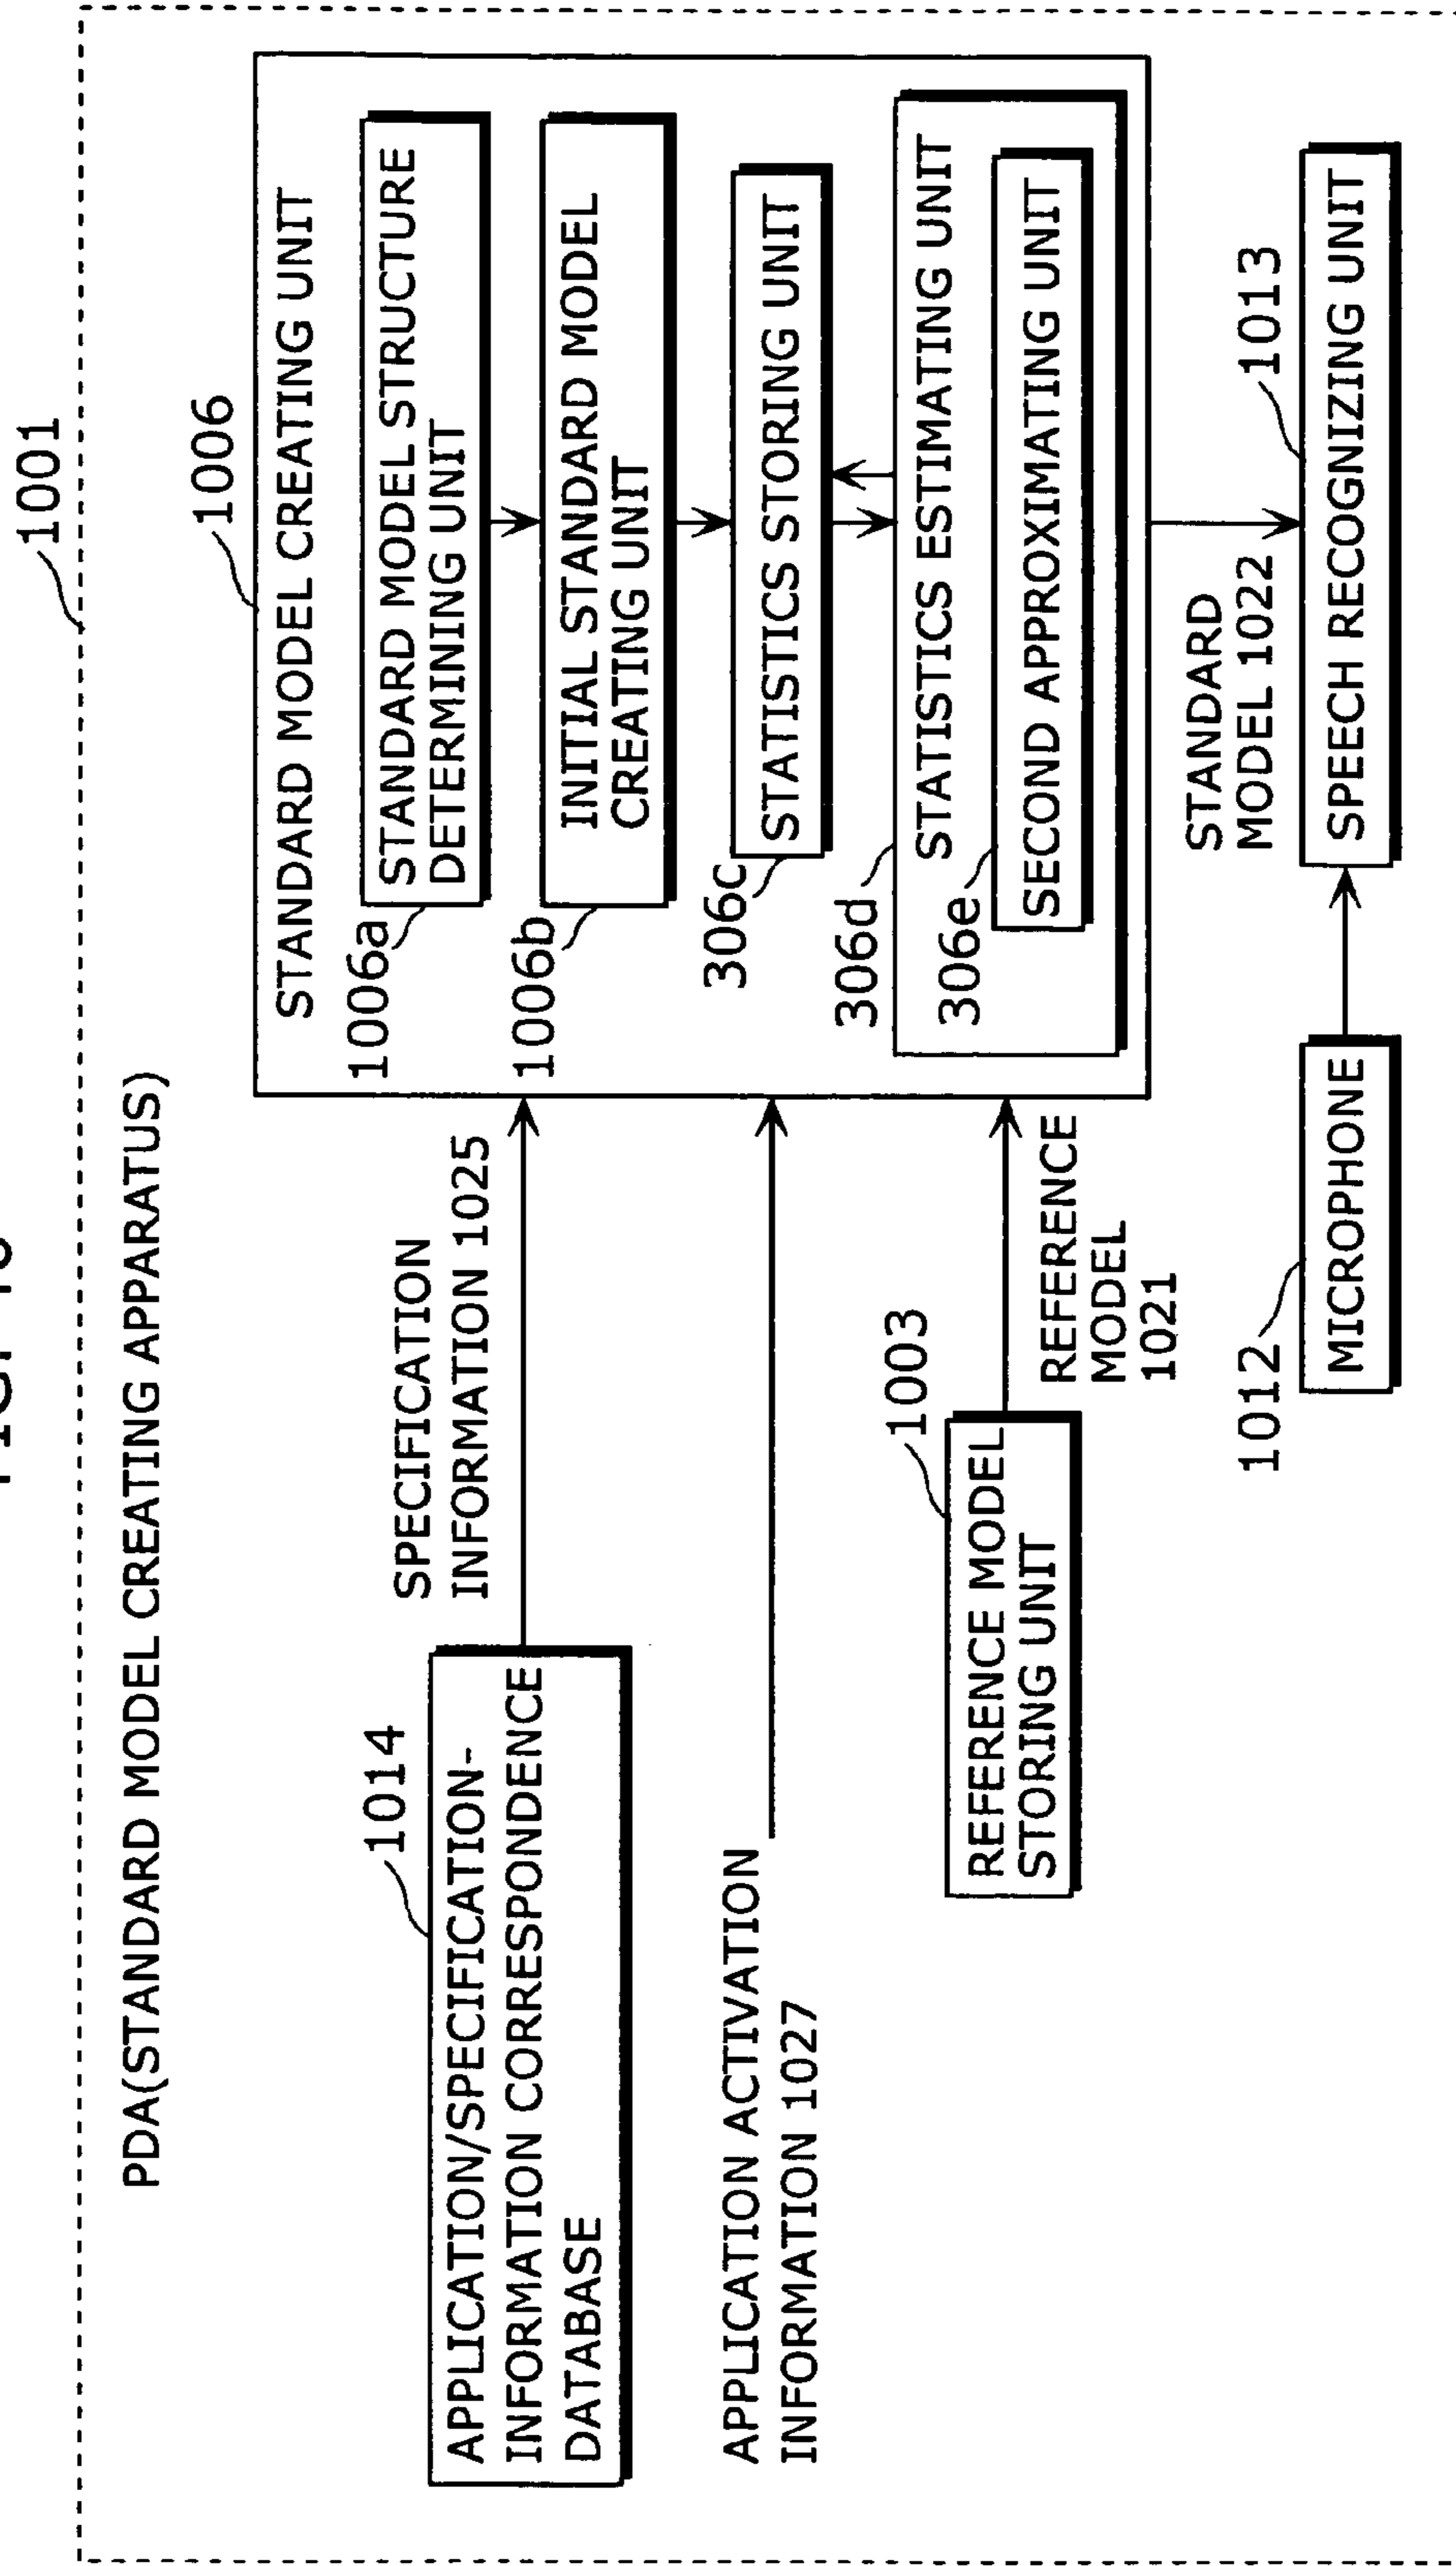 1001
PDA(STANDARD MODEL CREATING APPARATUS)
1006
STANDARD MODEL CREATING UNIT
1006a
STANDARD MODEL STRUCTURE
DETERMINING UNIT
1006b
INITIAL STANDARD MODEL
CREATING UNIT
306c
STATISTICS STORING UNIT
306d
STATISTICS ESTIMATING UNIT
306e
SECOND APPROXIMATING UNIT
1014
APPLICATION/SPECIFICATION-
INFORMATION CORRESPONDENCE
DATABASE
SPECIFICATION
INFORMATION 1025
APPLICATION ACTIVATION
INFORMATION 1027
1003
REFERENCE MODEL
STORING UNIT
REFERENCE
MODEL
1021
STANDARD
MODEL 1022
1012
MICROPHONE
1013
SPEECH RECOGNIZING UNIT